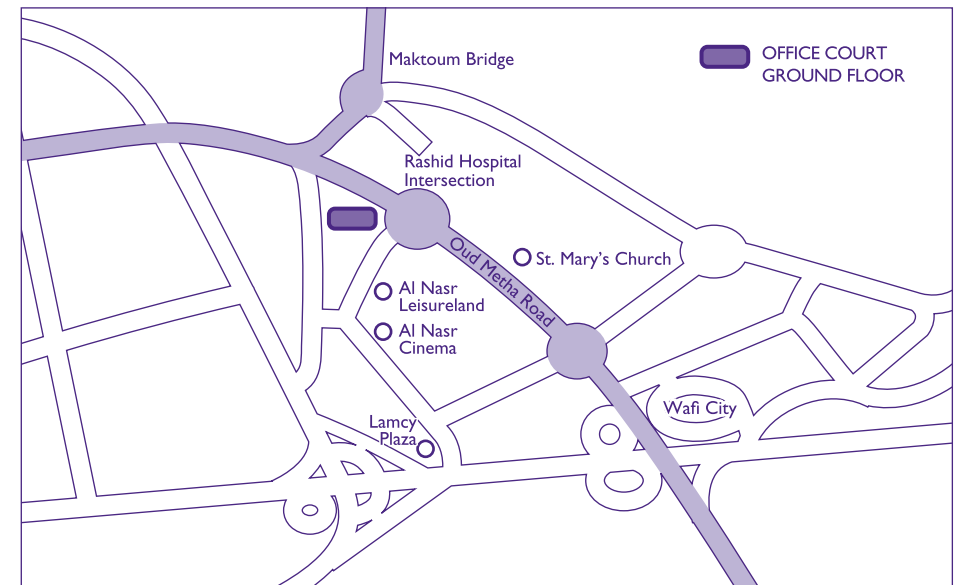 Maktoum Bridge
OFFICE COURT
GROUND FLOOR
Rashid Hospital
Intersection
Oud Metha Road
St. Mary's Church
Al Nasr
Leisureland
Al Nasr
Cinema
Wafi City
Lamcy
Plaza